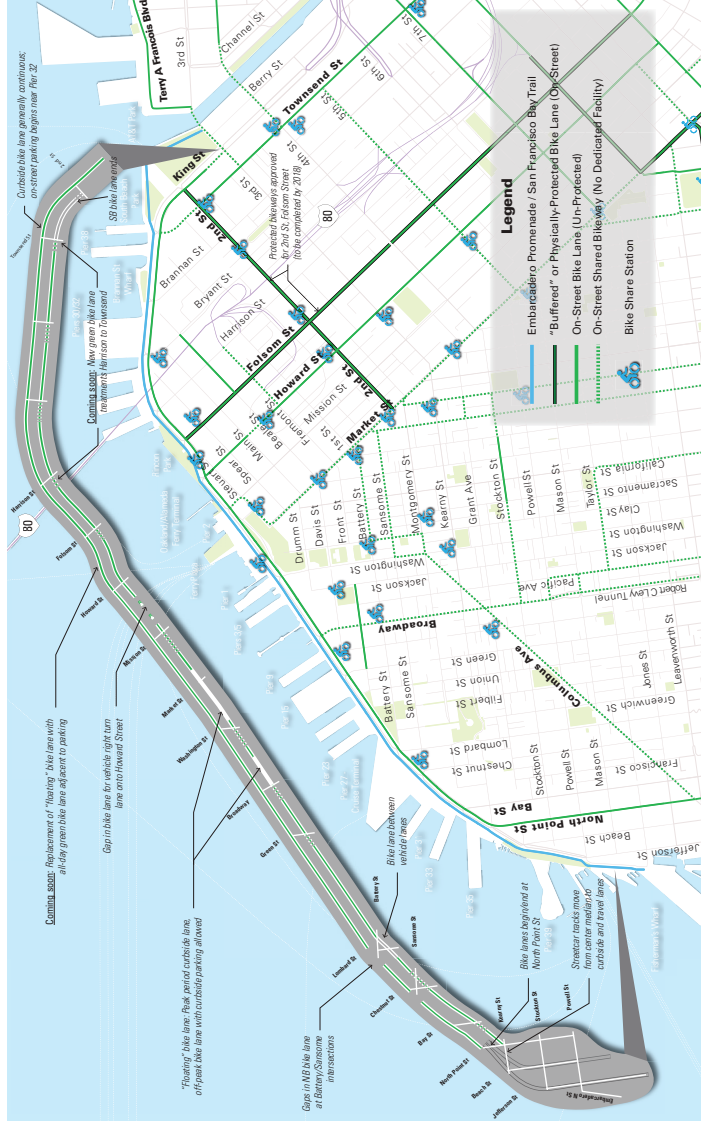 Curbside bike lane generally continuous;
on-street parking begins near Pier 32
SB bike lane ends
Coming soon: New green bike lane
treatments Harrison to Townsend
Coming soon: Replacement of "floating" bike lane with
all-day green bike lane adjacent to parking
Gap in bike lane for vehicle right turn
lane onto Howard Street
"Floating" bike lane: Peak period curbside lane,
off-peak bike lane with curbside parking allowed
Gaps in NB bike lane
at Battery/Sansome
intersections
Bike lane between
vehicle lanes
Bike lanes begin/end at
North Point St
Streetcar tracks move
from center median to
curbside and travel lanes
Protected bikeways approved
for 2nd St, Folsom Street
(to be completed by 2018)
2nd St
Townsend St
Harrison St
Folsom St
Howard St
Mission St
Market St
Washington St
Broadway
Green St
Lombard St
Battery St
Sansome St
Chestnut St
Bay St
North Point St
Kearny St
Stockton St
Powell St
Beach St
Jefferson St
Embarcadero N St
80
80
Terry A Francois Blvd
3rd St
Channel St
Berry St
King St
Townsend St
7th St
6th St
5th St
4th St
3rd St
2nd St
Brannan St
Bryant St
Harrison St
Folsom St
Howard St
2nd St
Mission St
1st St
Market St
Fremont St
Beale St
Main St
Spear St
Steuart St
Drumm St
Davis St
Front St
Battery St
Sansome St
Montgomery St
Kearny St
Grant Ave
Stockton St
Powell St
Mason St
Taylor St
California St
Sacramento St
Clay St
Washington St
Jackson St
Washington St
Jackson St
Pacific Ave
Robert C Levy Tunnel
Broadway
Columbus Ave
Battery St
Sansome St
Green St
Union St
Filbert St
Lombard St
Chestnut St
Stockton St
Powell St
Mason St
Jones St
Leavenworth St
Greenwich St
Francisco St
Bay St
North Point St
Beach St
Jefferson St
Legend
Embarcadero Promenade / San Francisco Bay Trail
"Buffered" or Physically-Protected Bike Lane (On-Street)
On-Street Bike Lane (Un-Protected)
On-Street Shared Bikeway (No Dedicated Facility)
Bike Share Station